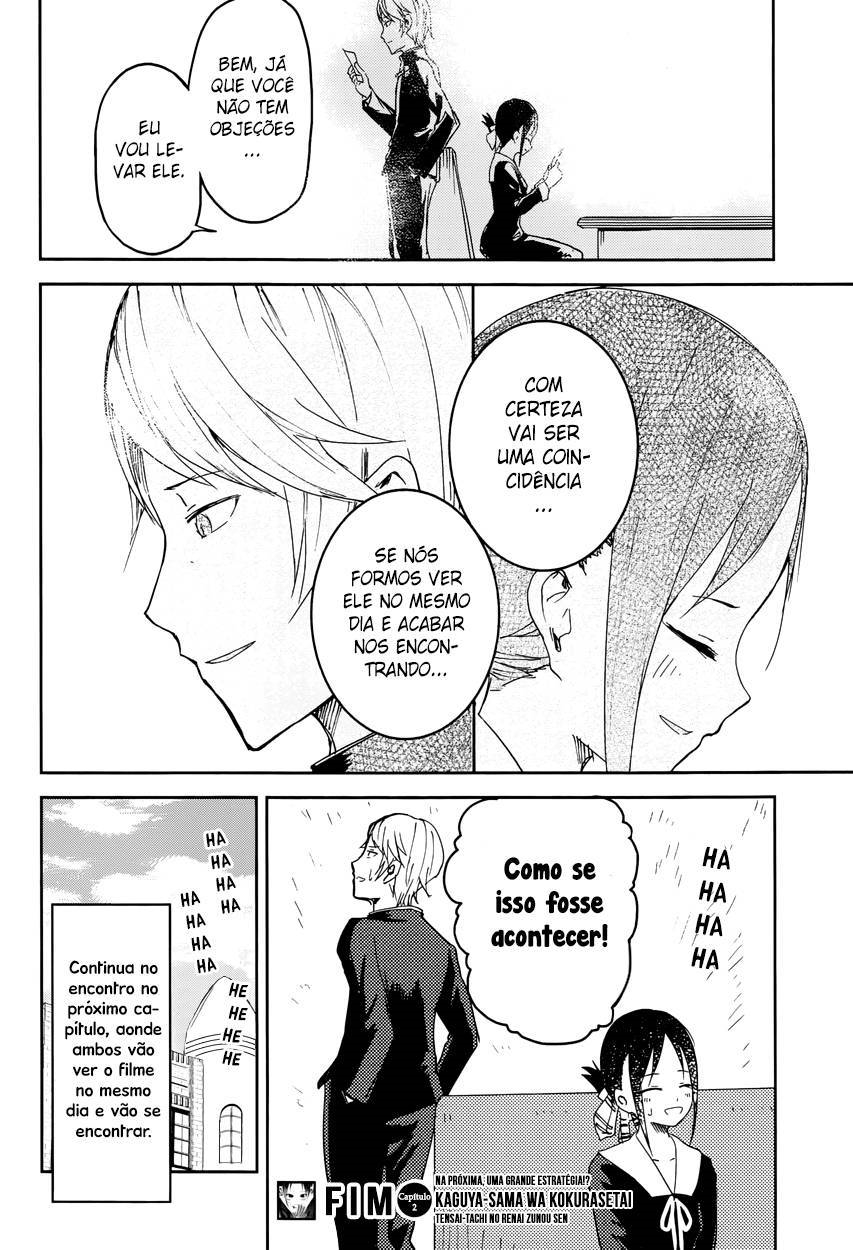 BEM, JÁ
QUE VOCÊ
NÃO TEM
OBJEÇÕES
...
EU
VOU LE-
VAR ELE.
COM
CERTEZA
VAI SER
UMA COIN-
CIDÊNCIA
...
SE NÓS
FORMOS VER
ELE NO MESMO
DIA E ACABAR
NOS ENCON-
TRANDO...
Como se
isso fosse
acontecer!
HA
HA
HA
HA
HA
HA
HA
HA
HA
HA
HA
HA
HE
HE
HE
HE
Continua no
encontro no
próximo ca-
pítulo, aonde
ambos vão
ver o filme
no mesmo
dia e vão se
encontrar.
FIM
Capítulo
2
NA PRÓXIMA, UMA GRANDE ESTRATÉGIA!?
KAGUYA-SAMA WA KOKURASETAI
TENSAI-TACHI NO RENAI ZUNOU SEN